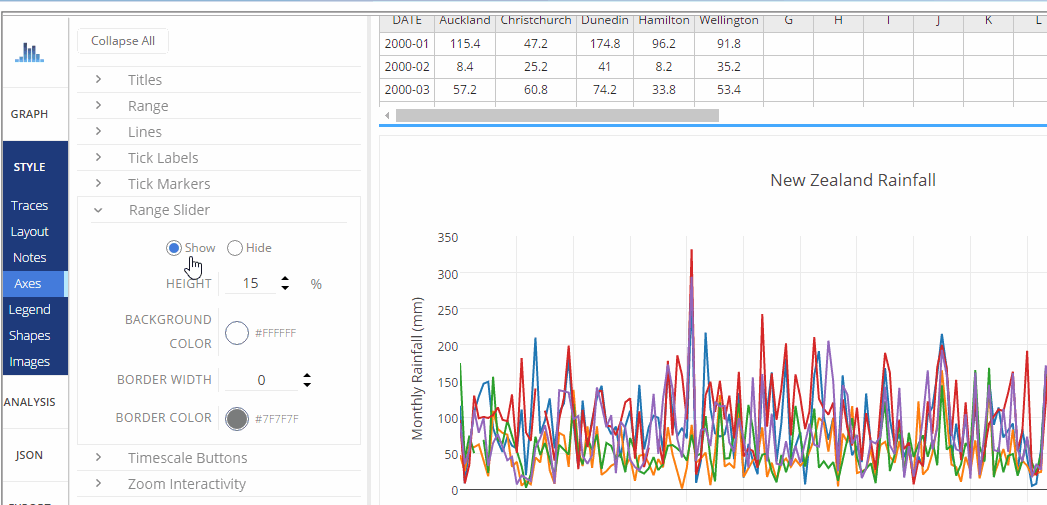 Collapse All
GRAPH
STYLE
Traces
Layout
Notes
Axes
Legend
Shapes
Images
ANALYSIS
JSON
EXPORT
Titles
Range
Lines
Tick Labels
Tick Markers
Range Slider
Show Hide
HEIGHT 15 %
BACKGROUND
COLOR #FFFFFF
BORDER WIDTH 0
BORDER COLOR #7F7F7F
Timescale Buttons
Zoom Interactivity
DATE Auckland Christchurch Dunedin Hamilton Wellington G H I J K L
2000-01 115.4 47.2 174.8 96.2 91.8
2000-02 8.4 25.2 41 8.2 35.2
2000-03 57.2 60.8 74.2 33.8 53.4
New Zealand Rainfall
Monthly Rainfall (mm)
350
300
250
200
150
100
50
0